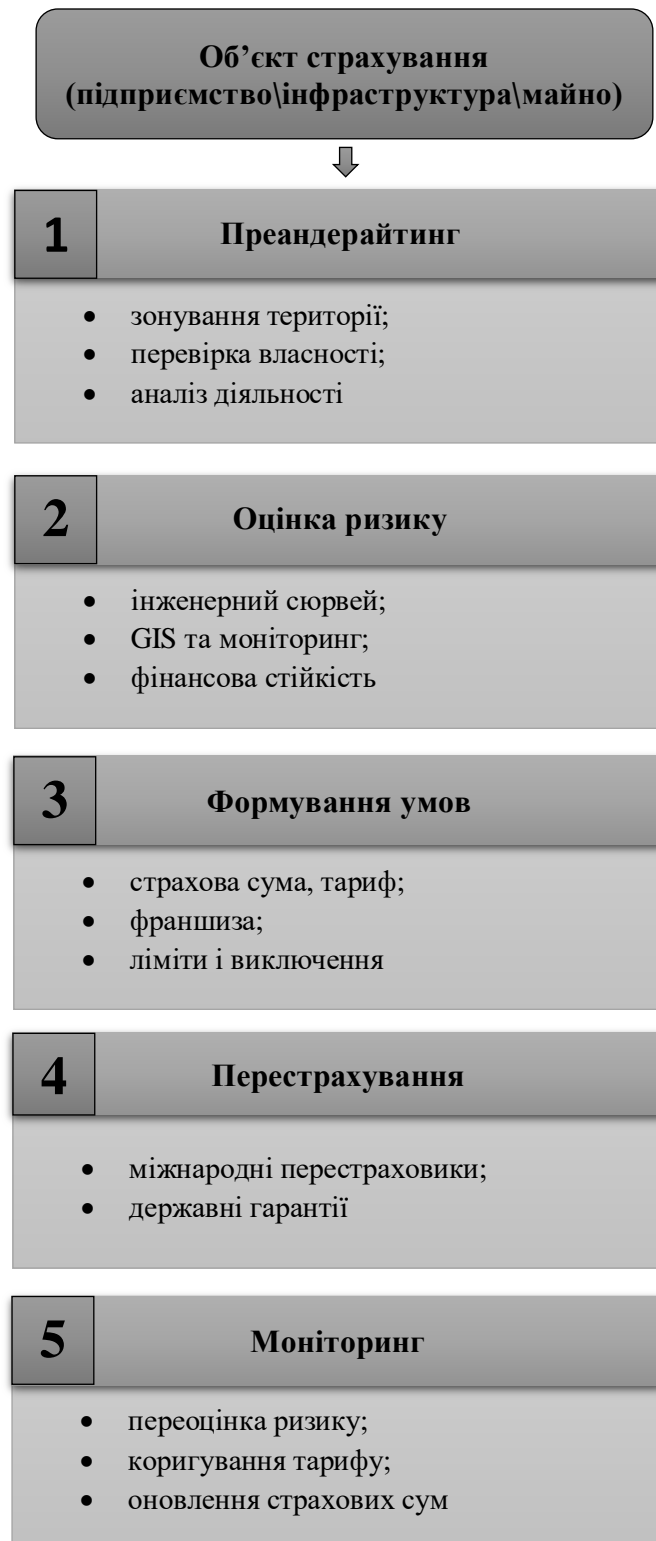 Об’єкт страхування
(підприємство\інфраструктура\майно)
1
Преандерайтинг
• зонування території;
• перевірка власності;
• аналіз діяльності
2
Оцінка ризику
• інженерний сюрвей;
• GIS та моніторинг;
• фінансова стійкість
3
Формування умов
• страхова сума, тариф;
• франшиза;
• ліміти і виключення
4
Перестрахування
• міжнародні перестраховики;
• державні гарантії
5
Моніторинг
• переоцінка ризику;
• коригування тарифу;
• оновлення страхових сум